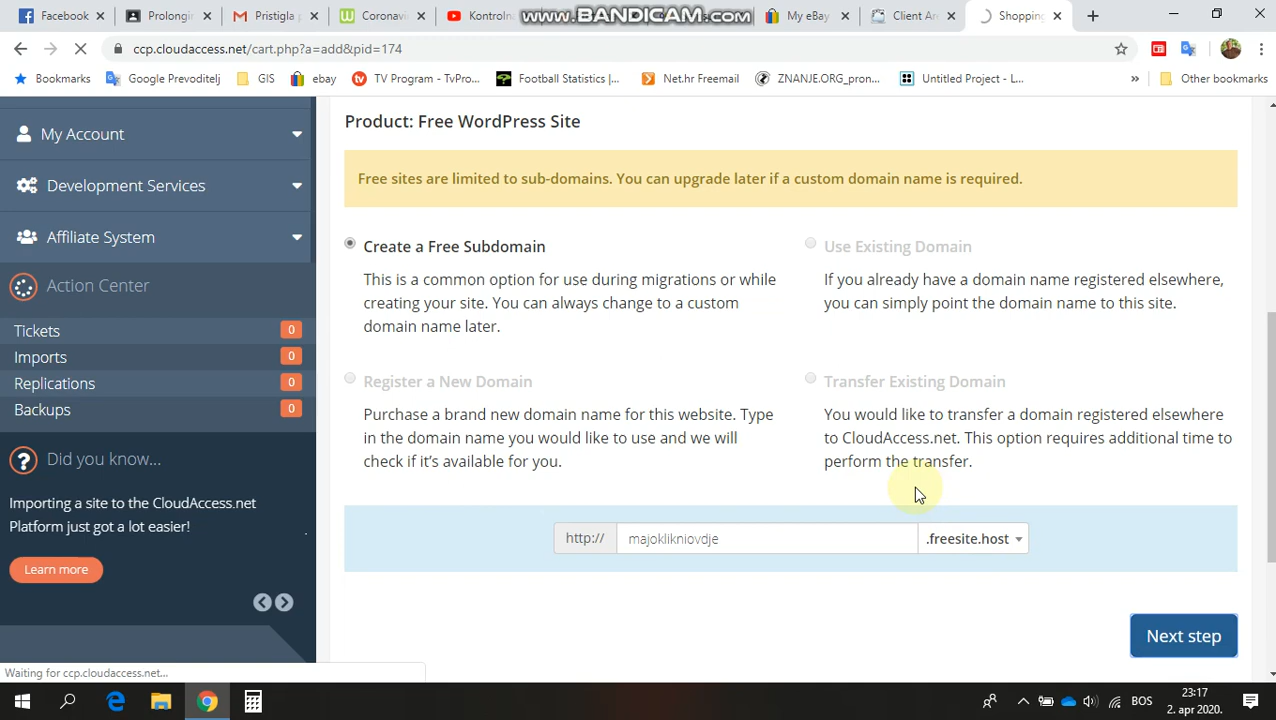 Facebook
Prolongin
Pristigla p
Coronavi
Kontrolna
www.BANDICAM.com
My eBay
Client Are
Shopping
ccp.cloudaccess.net/cart.php?a=add&pid=174
Bookmarks
Google Prevoditelj
GIS
ebay
TV Program - TvPro...
Football Statistics |...
Net.hr Freemail
ZNANJE.ORG_pron...
Untitled Project - L...
»
Other bookmarks
My Account
Development Services
Affiliate System
Action Center
Tickets 0
Imports 0
Replications 0
Backups 0
Did you know...
Importing a site to the CloudAccess.net
Platform just got a lot easier!
Learn more
Product: Free WordPress Site
Free sites are limited to sub-domains. You can upgrade later if a custom domain name is required.
Create a Free Subdomain
This is a common option for use during migrations or while
creating your site. You can always change to a custom
domain name later.
Use Existing Domain
If you already have a domain name registered elsewhere,
you can simply point the domain name to this site.
Register a New Domain
Purchase a brand new domain name for this website. Type
in the domain name you would like to use and we will
check if it's available for you.
Transfer Existing Domain
You would like to transfer a domain registered elsewhere
to CloudAccess.net. This option requires additional time to
perform the transfer.
http:// majoklikniovdje .freesite.host
Next step
Waiting for ccp.cloudaccess.net...
BOS
23:17
2. apr 2020.